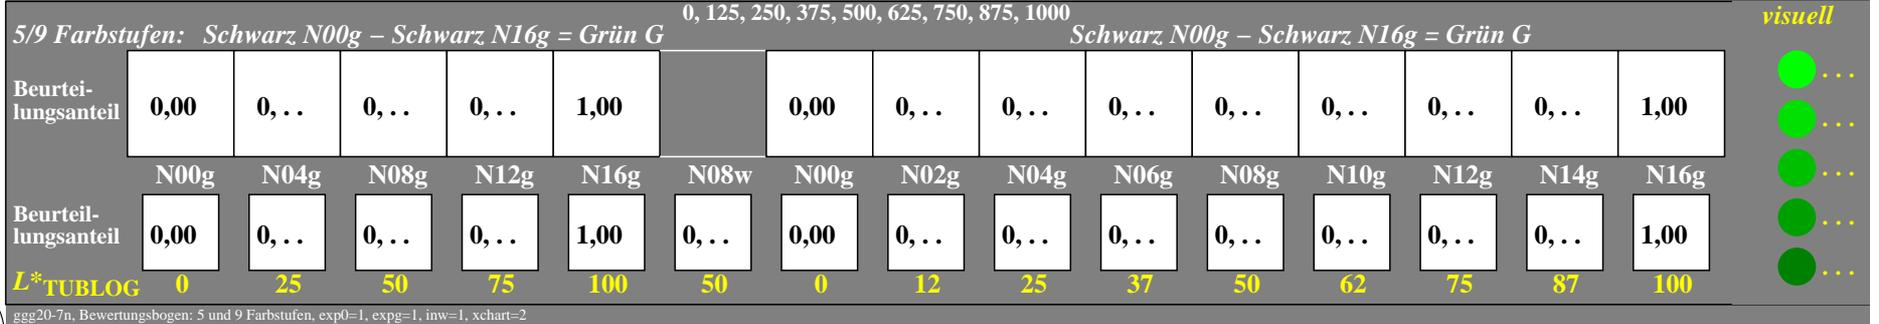 0, 125, 250, 375, 500, 625, 750, 875, 1000
visuell
5/9 Farbstufen: Schwarz N00g – Schwarz N16g = Grün G Schwarz N00g – Schwarz N16g = Grün G
Beurtei-
lungsanteil
0,00 0, . . 0, . . 0, . . 1,00 0,00 0, . . 0, . . 0, . . 0, . . 0, . . 0, . . 0, . . 1,00
. . .
. . .
. . .
. . .
. . .
N00g N04g N08g N12g N16g N08w N00g N02g N04g N06g N08g N10g N12g N14g N16g
Beurteil-
lungsanteil
0,00 0, . . 0, . . 0, . . 1,00 0, . . 0,00 0, . . 0, . . 0, . . 0, . . 0, . . 0, . . 0, . . 1,00
L*TUBLOG 0 25 50 75 100 50 0 12 25 37 50 62 75 87 100
ggg20-7n, Bewertungsbogen: 5 und 9 Farbstufen, exp0=1, expg=1, inw=1, xchart=2